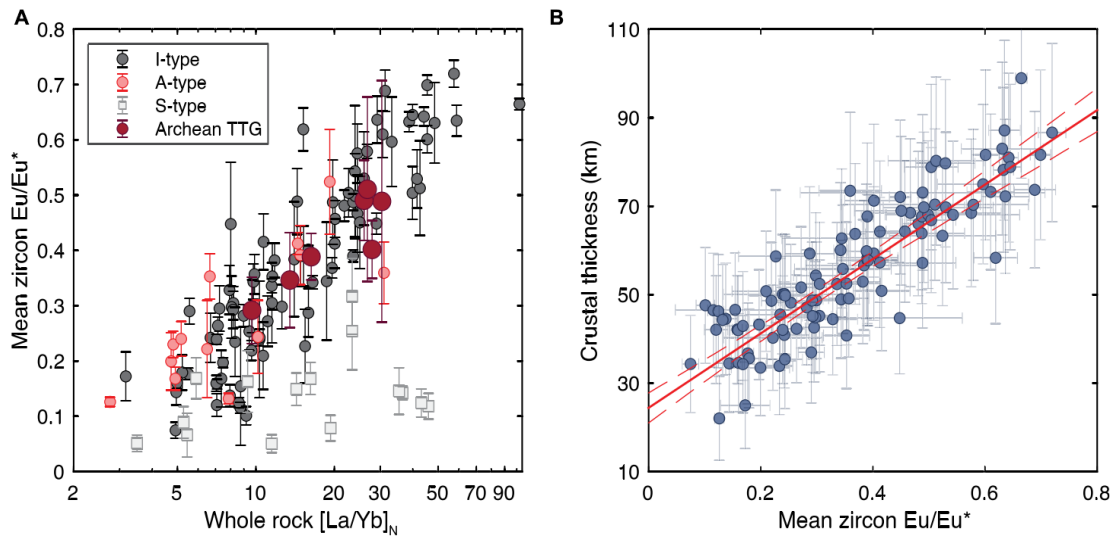 A
Mean zircon Eu/Eu*
0.8
0.7
0.6
0.5
0.4
0.3
0.2
0.1
0
I-type
A-type
S-type
Archean TTG
2 5 10 20 30 50 70 90
Whole rock [La/Yb]N
B
Crustal thickness (km)
110
90
70
50
30
10
0 0.2 0.4 0.6 0.8
Mean zircon Eu/Eu*